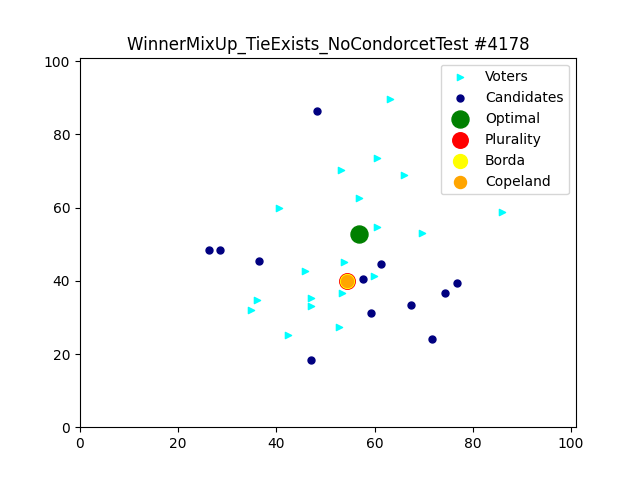 WinnerMixUp_TieExists_NoCondorcetTest #4178
Voters
Candidates
Optimal
Plurality
Borda
Copeland
100
80
60
40
20
0
0 20 40 60 80 100